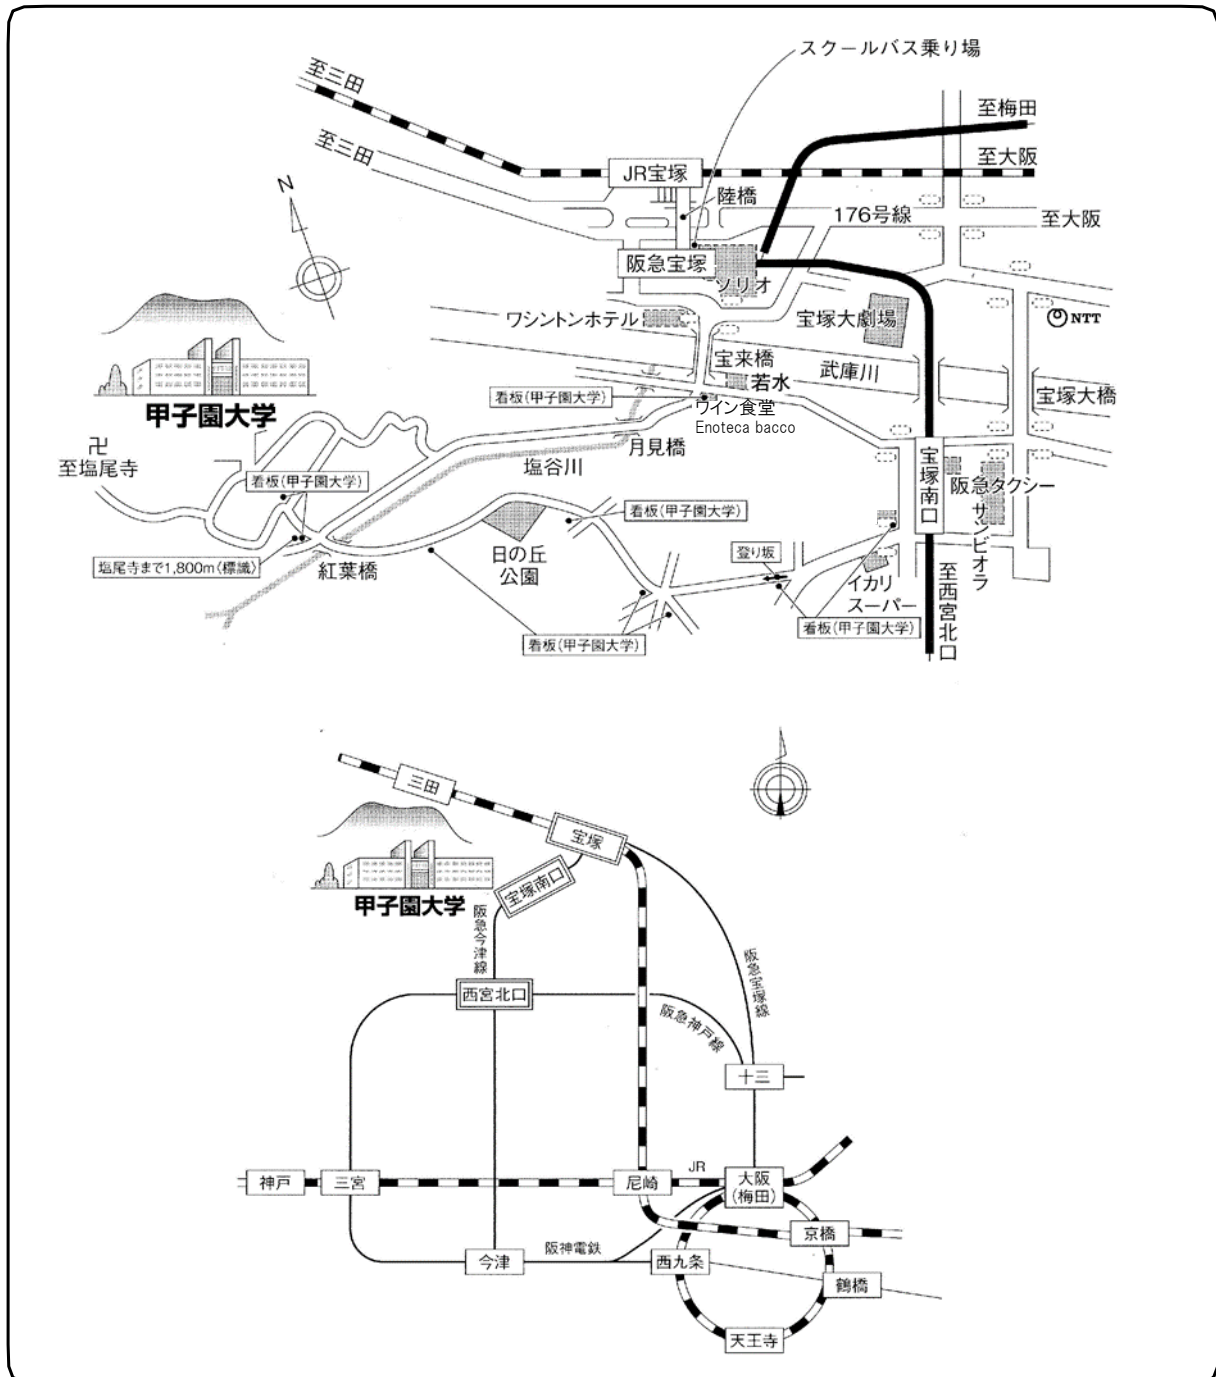 スクールバス乗り場
至三田
至梅田
至三田
至大阪
JR宝塚
陸橋
N
176号線
至大阪
阪急宝塚
ソリオ
ワシントンホテル
宝塚大劇場
NTT
宝来橋
武庫川
若水
看板(甲子園大学)
宝塚大橋
甲子園大学
ワイン食堂
Enoteca bacco
卍
至塩尾寺
月見橋
塩谷川
宝塚南口
看板(甲子園大学)
阪急タクシー
サンビオラ
看板(甲子園大学)
日の丘
公園
登り坂
塩尾寺まで1,800m〈標識〉
紅葉橋
イカリ
スーパー
至西宮北口
看板(甲子園大学)
看板(甲子園大学)
三田
宝塚
宝塚南口
甲子園大学
阪急今津線
阪急宝塚線
西宮北口
阪急神戸線
十三
JR
神戸
三宮
尼崎
大阪
(梅田)
京橋
阪神電鉄
今津
西九条
鶴橋
天王寺